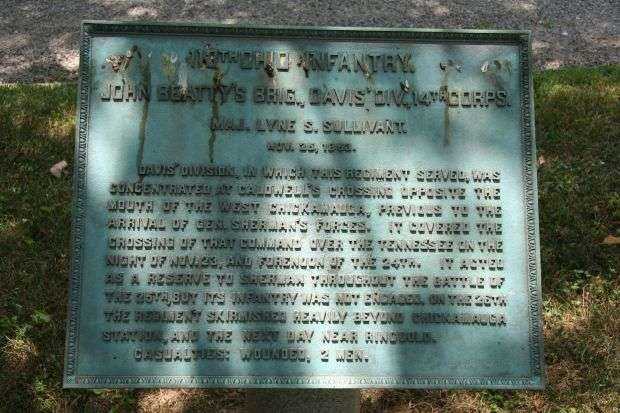 113TH OHIO INFANTRY.
JOHN BEATTY'S BRIG., DAVIS' DIV., 14TH CORPS.
MAJ. LYNE S. SULLIVANT.
NOV. 25, 1863.
DAVIS' DIVISION, IN WHICH THIS REGIMENT SERVED, WAS
CONCENTRATED AT CALDWELL'S CROSSING OPPOSITE THE
MOUTH OF THE WEST CHICKAMAUGA, PREVIOUS TO THE
ARRIVAL OF GEN. SHERMAN'S FORCES. IT COVERED THE
CROSSING OF THAT COMMAND OVER THE TENNESSEE ON THE
NIGHT OF NOV. 23, AND FORENOON OF THE 24TH. IT ACTED
AS A RESERVE TO SHERMAN THROUGHOUT THE BATTLE OF
THE 25TH, BUT ITS INFANTRY WAS NOT ENGAGED. ON THE 26TH
THE REGIMENT SKIRMISHED HEAVILY BEYOND CHICKAMAUGA
STATION, AND THE NEXT DAY NEAR RINGGOLD.
CASUALTIES: WOUNDED, 2 MEN.